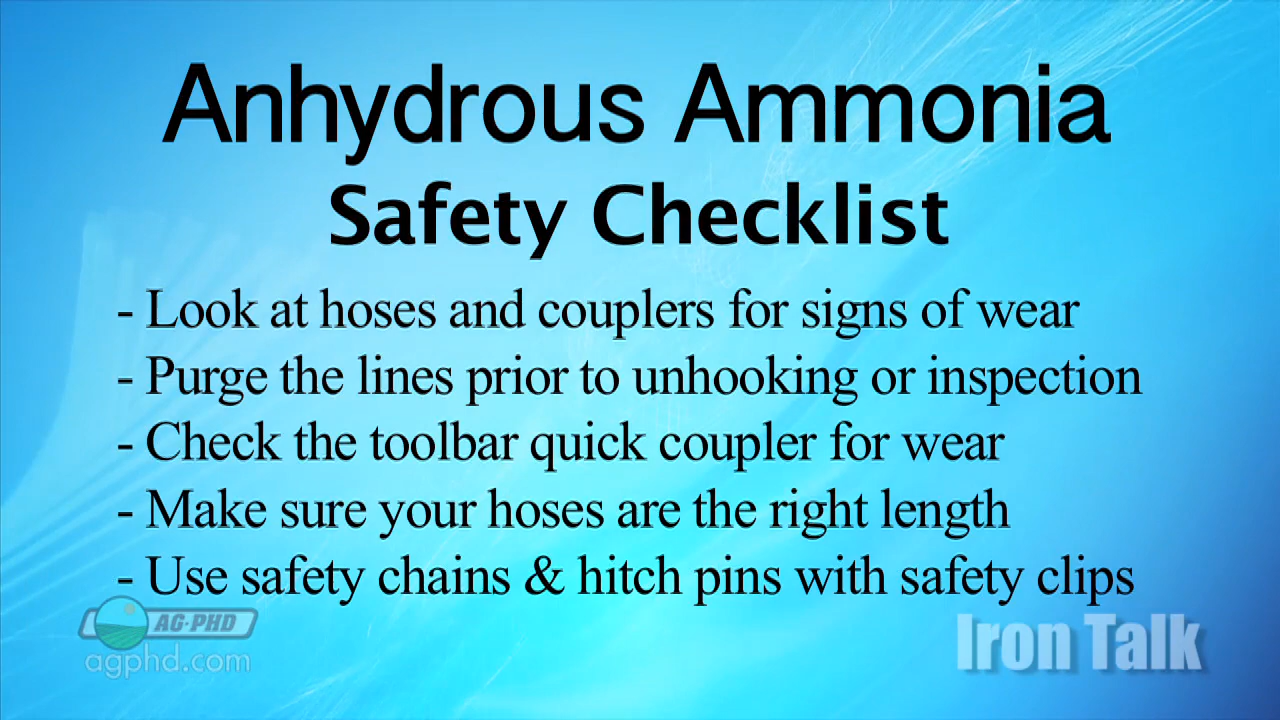 Anhydrous Ammonia
Safety Checklist
- Look at hoses and couplers for signs of wear
- Purge the lines prior to unhooking or inspection
- Check the toolbar quick coupler for wear
- Make sure your hoses are the right length
- Use safety chains & hitch pins with safety clips
AG·PHD
agphd.com
Iron Talk